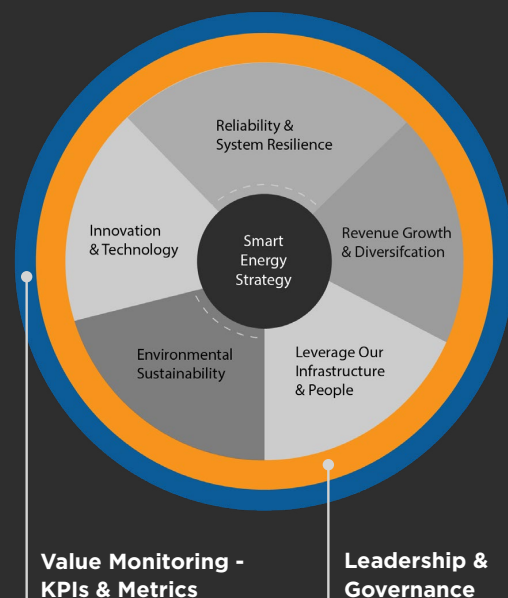 Reliability &
System Resilience
Innovation
& Technology
Smart
Energy
Strategy
Revenue Growth
& Diversifcation
Environmental
Sustainability
Leverage Our
Infrastructure
& People
Value Monitoring -
KPIs & Metrics
Leadership &
Governance